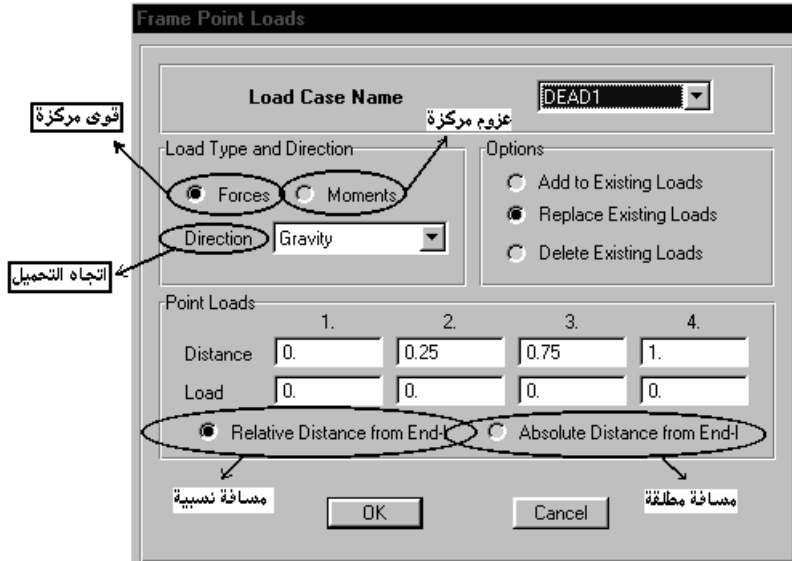 Frame Point Loads
Load Case Name
DEAD1
قوى مركزة
عزوم مركزة
Load Type and Direction
Options
Forces
Moments
Add to Existing Loads
Replace Existing Loads
Direction
Gravity
Delete Existing Loads
اتجاه التحميل
Point Loads
1. 2. 3. 4.
Distance 0. 0.25 0.75 1.
Load 0. 0. 0. 0.
Relative Distance from End-I
Absolute Distance from End-I
مسافة نسبية
مسافة مطلقة
OK
Cancel